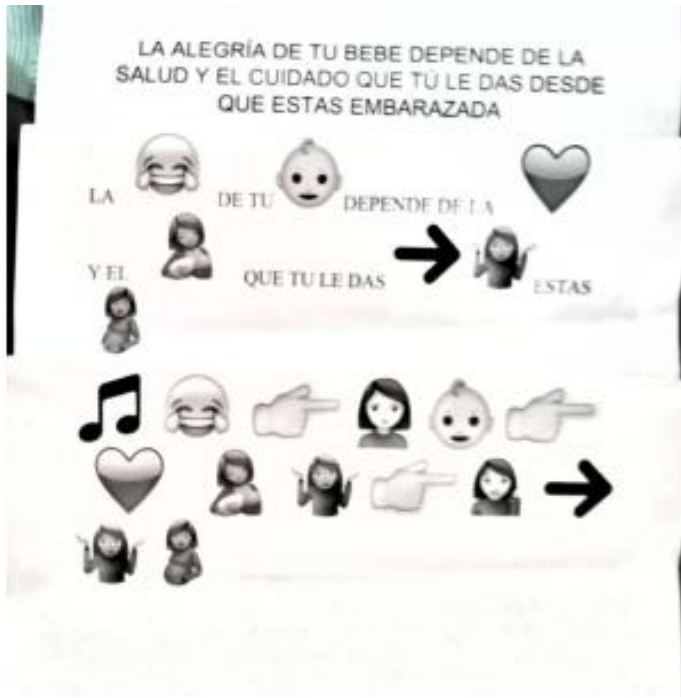 LA ALEGRÍA DE TU BEBE DEPENDE DE LA
SALUD Y EL CUIDADO QUE TÚ LE DAS DESDE
QUE ESTAS EMBARAZADA
LA DE TU DEPENDE DE LA
Y EL QUE TU LE DAS ESTAS